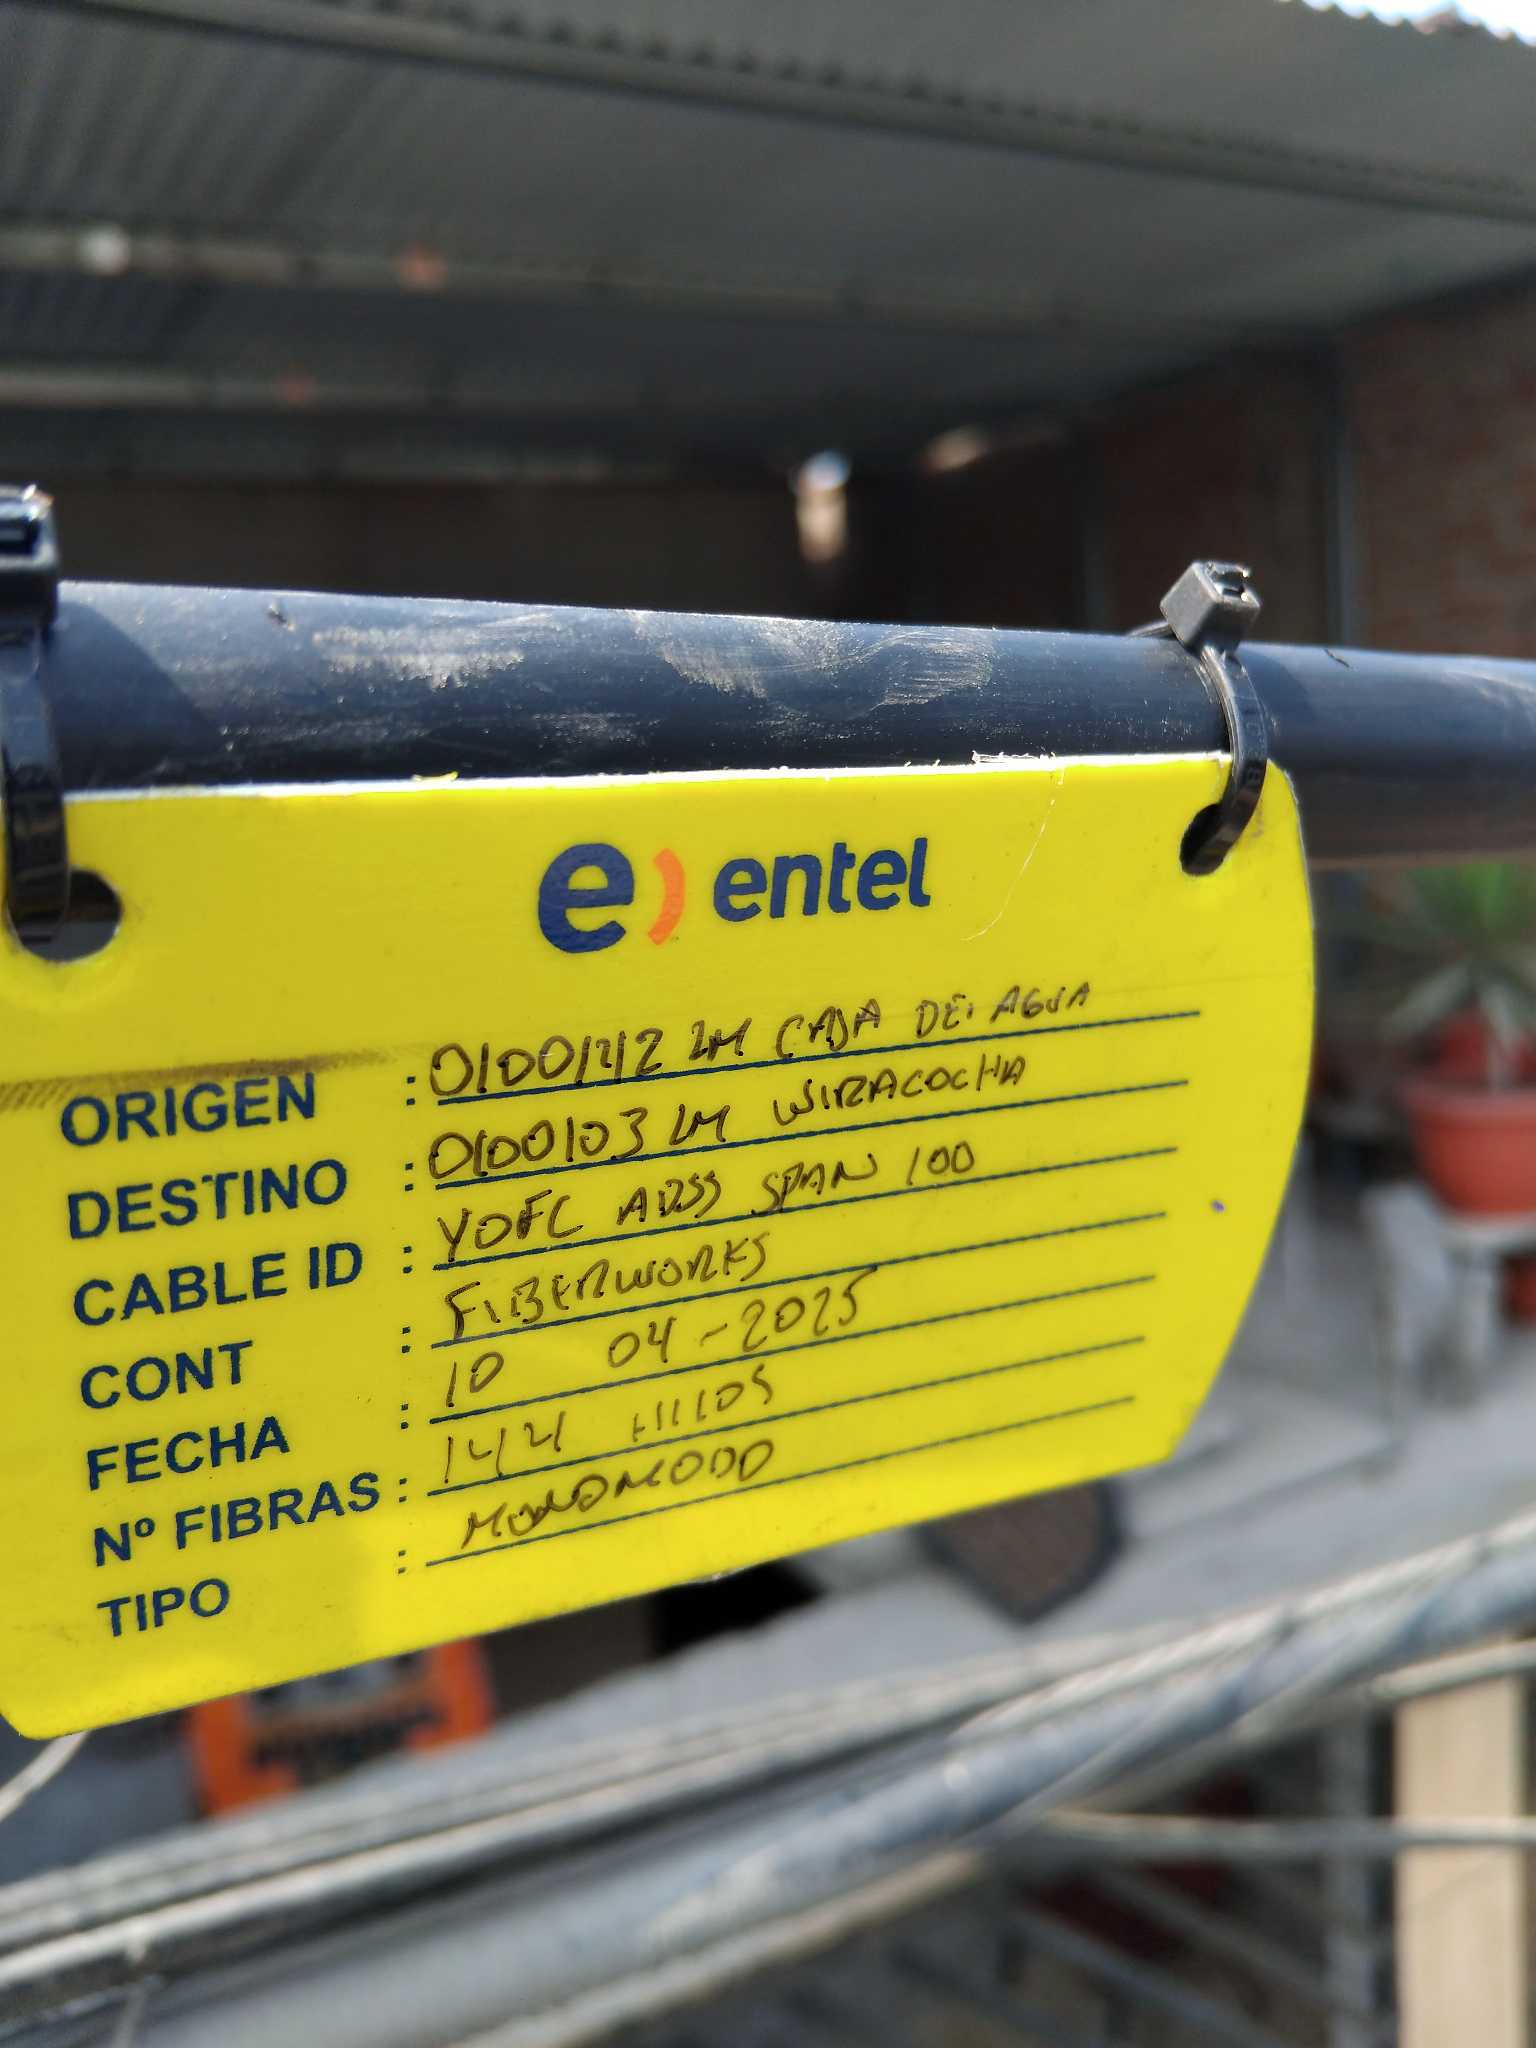 e) entel
ORIGEN : 0100142 LM CAJA DE AGUA
DESTINO : 0100103 LM WIRACOCHA
CABLE ID : YOFC ADSS SPAN 100
CONT : FIBERWORKS
FECHA : 10 04-2025
Nº FIBRAS : 144 HILOS
TIPO : MONOMODO